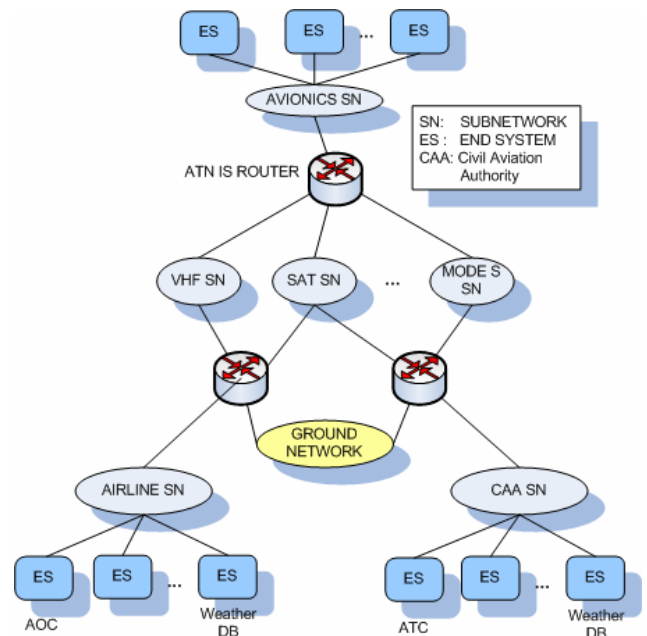 ES
ES
...
ES
AVIONICS SN
SN: SUBNETWORK
ES : END SYSTEM
CAA: Civil Aviation
Authority
ATN IS ROUTER
VHF SN
SAT SN
...
MODE S
SN
GROUND
NETWORK
AIRLINE SN
CAA SN
ES
ES
...
ES
ES
ES
...
ES
AOC
Weather
DB
ATC
Weather
DB